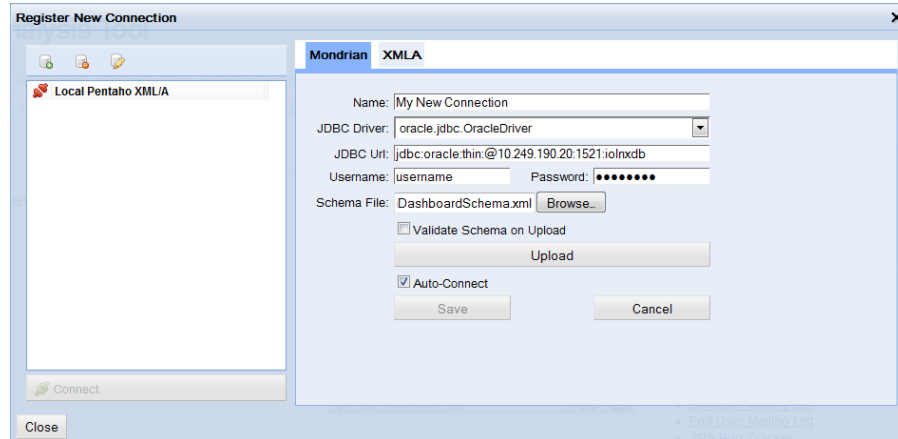 Register New Connection
Mondrian XMLA
Local Pentaho XML/A
Name: My New Connection
JDBC Driver: oracle.jdbc.OracleDriver
JDBC Url: jdbc:oracle:thin:@10.249.190.20:1521:iolnxdb
Username: username Password: ●●●●●●●●
Schema File: DashboardSchema.xml Browse...
Validate Schema on Upload
Upload
Auto-Connect
Save Cancel
Connect
Close
End User Mailing List